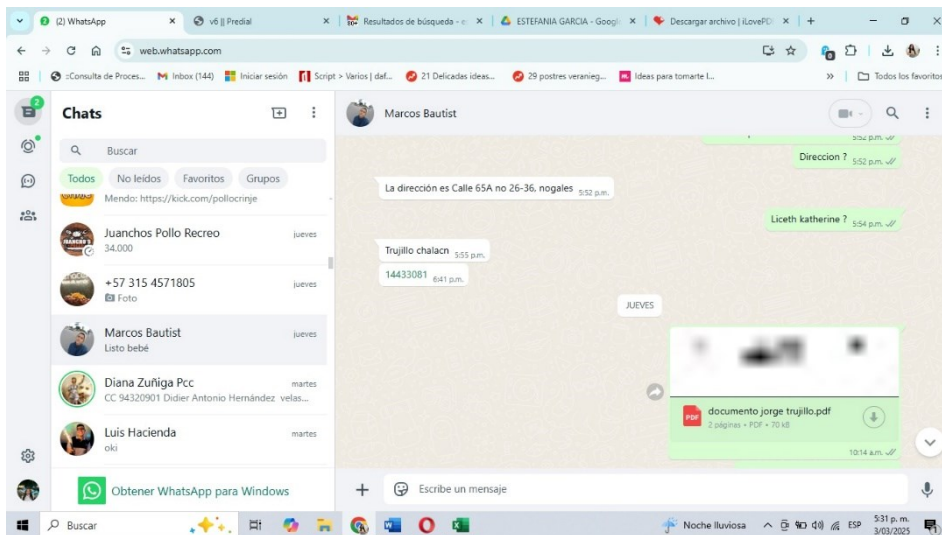 (2) WhatsApp
v6 || Predial
Resultados de búsqueda - e
ESTEFANIA GARCIA - Googl
Descargar archivo | iLovePD
web.whatsapp.com
::Consulta de Proces...
Inbox (144)
Iniciar sesión
Script > Varios | daf...
21 Delicadas ideas...
29 postres veranieg...
Ideas para tomarte l...
Todos los favoritos
2
Chats
Buscar
Todos
No leídos
Favoritos
Grupos
Mendo: https://kick.com/pollocrinje
Juanchos Pollo Recreo
jueves
34.000
+57 315 4571805
jueves
Foto
Marcos Bautist
jueves
Listo bebé
Diana Zuñiga Pcc
martes
CC 94320901 Didier Antonio Hernández velas...
Luis Hacienda
martes
oki
Obtener WhatsApp para Windows
Marcos Bautist
5:52 p.m.
Direccion ? 5:52 p.m.
La dirección es Calle 65A no 26-36, nogales 5:52 p.m.
Liceth katherine ? 5:54 p.m.
Trujillo chalacn 5:55 p.m.
14433081 6:41 p.m.
JUEVES
PDF
documento jorge trujillo.pdf
2 páginas • PDF • 70 kB
10:14 a.m.
Escribe un mensaje
Buscar
Noche lluviosa
ESP
5:31 p. m.
3/03/2025